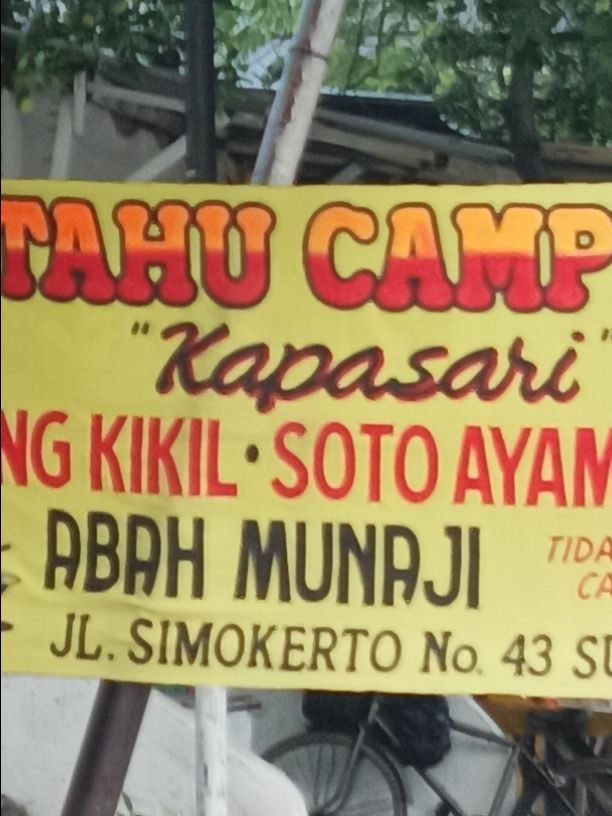 TAHU CAMP
"Kapasari"
NG KIKIL · SOTO AYAM
ABAH MUNAJI
TIDA
CA
JL. SIMOKERTO No. 43 SU